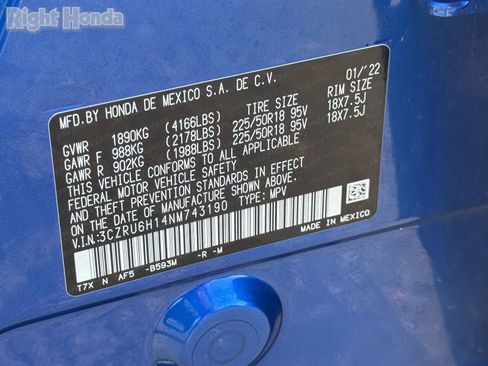 Right Honda
MFD.BY HONDA DE MEXICO S.A. DE C.V. 01/'22
GVWR 1890KG (4166LBS) TIRE SIZE RIM SIZE
GAWR F 988KG (2178LBS) 225/50R18 95V 18X7.5J
GAWR R 902KG (1988LBS) 225/50R18 95V 18X7.5J
THIS VEHICLE CONFORMS TO ALL APPLICABLE
FEDERAL MOTOR VEHICLE SAFETY, BUMPER,
AND THEFT PREVENTION STANDARDS IN EFFECT
ON THE DATE OF MANUFACTURE SHOWN ABOVE.
V.I.N:3CZRU6H14NM743190 TYPE: MPV
MADE IN MEXICO
T7X N AF5 -B593M -R -M